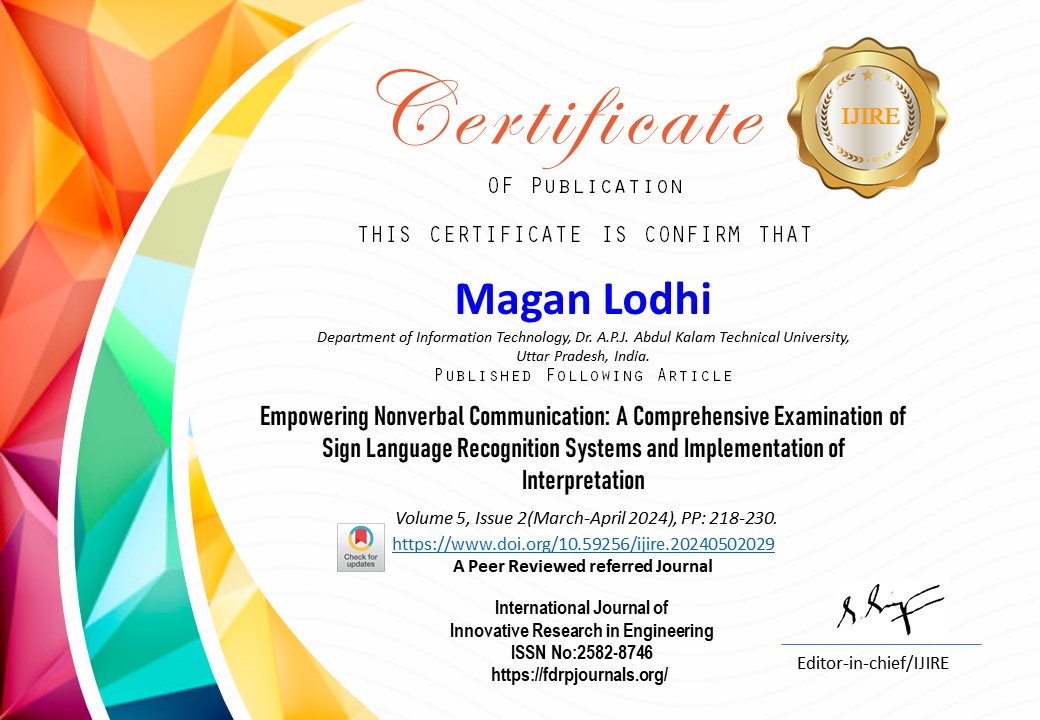 Certificate
IJIRE
OF PUBLICATION
THIS CERTIFICATE IS CONFIRM THAT
Magan Lodhi
Department of Information Technology, Dr. A.P.J. Abdul Kalam Technical University,
Uttar Pradesh, India.
PUBLISHED FOLLOWING ARTICLE
Empowering Nonverbal Communication: A Comprehensive Examination of
Sign Language Recognition Systems and Implementation of
Interpretation
Volume 5, Issue 2(March-April 2024), PP: 218-230.
Check for
updates
https://www.doi.org/10.59256/ijire.20240502029
A Peer Reviewed referred Journal
International Journal of
Innovative Research in Engineering
ISSN No:2582-8746
https://fdrpjournals.org/
Editor-in-chief/IJIRE